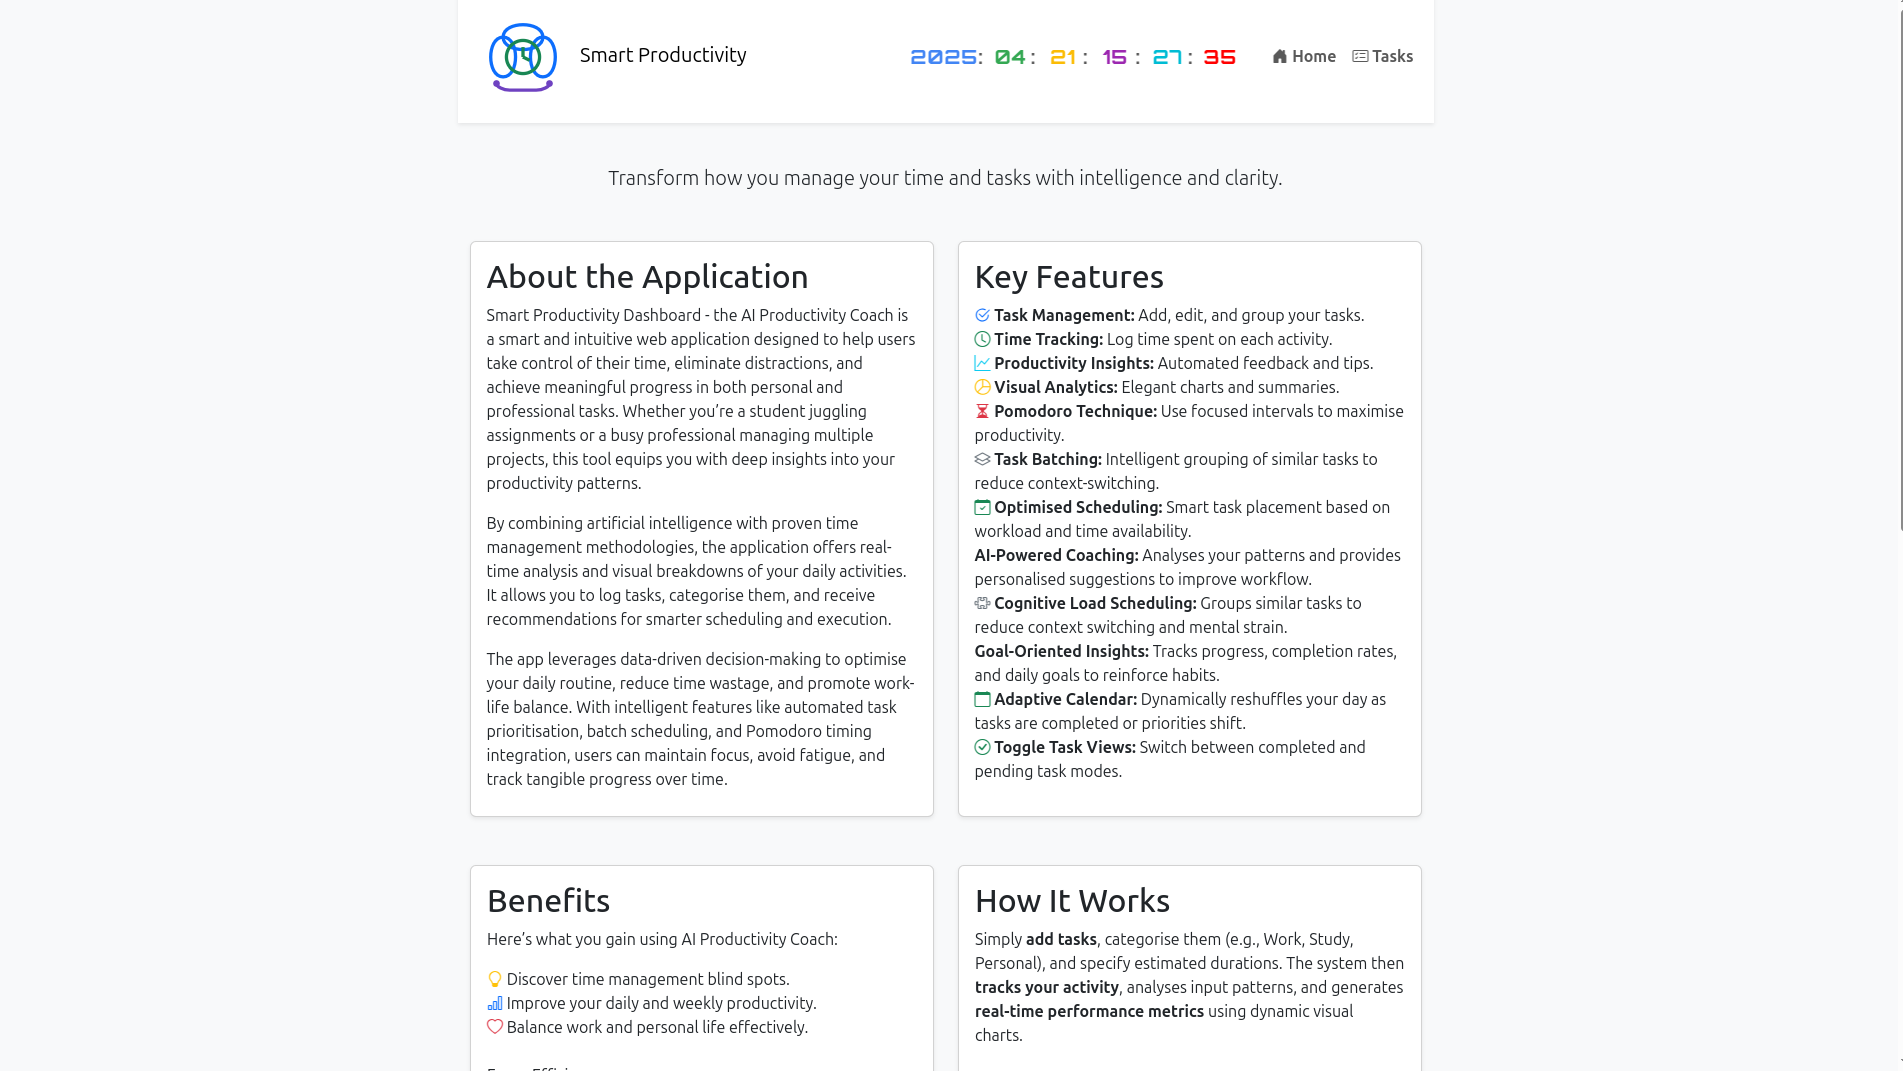 Smart Productivity
2025: 04 : 21 : 15 : 27 : 35
Home
Tasks
Transform how you manage your time and tasks with intelligence and clarity.
About the Application
Smart Productivity Dashboard - the AI Productivity Coach is
a smart and intuitive web application designed to help users
take control of their time, eliminate distractions, and
achieve meaningful progress in both personal and
professional tasks. Whether you’re a student juggling
assignments or a busy professional managing multiple
projects, this tool equips you with deep insights into your
productivity patterns.
By combining artificial intelligence with proven time
management methodologies, the application offers real-
time analysis and visual breakdowns of your daily activities.
It allows you to log tasks, categorise them, and receive
recommendations for smarter scheduling and execution.
The app leverages data-driven decision-making to optimise
your daily routine, reduce time wastage, and promote work-
life balance. With intelligent features like automated task
prioritisation, batch scheduling, and Pomodoro timing
integration, users can maintain focus, avoid fatigue, and
track tangible progress over time.
Key Features
Task Management: Add, edit, and group your tasks.
Time Tracking: Log time spent on each activity.
Productivity Insights: Automated feedback and tips.
Visual Analytics: Elegant charts and summaries.
Pomodoro Technique: Use focused intervals to maximise
productivity.
Task Batching: Intelligent grouping of similar tasks to
reduce context-switching.
Optimised Scheduling: Smart task placement based on
workload and time availability.
AI-Powered Coaching: Analyses your patterns and provides
personalised suggestions to improve workflow.
Cognitive Load Scheduling: Groups similar tasks to
reduce context switching and mental strain.
Goal-Oriented Insights: Tracks progress, completion rates,
and daily goals to reinforce habits.
Adaptive Calendar: Dynamically reshuffles your day as
tasks are completed or priorities shift.
Toggle Task Views: Switch between completed and
pending task modes.
Benefits
Here’s what you gain using AI Productivity Coach:
Discover time management blind spots.
Improve your daily and weekly productivity.
Balance work and personal life effectively.
How It Works
Simply add tasks, categorise them (e.g., Work, Study,
Personal), and specify estimated durations. The system then
tracks your activity, analyses input patterns, and generates
real-time performance metrics using dynamic visual
charts.